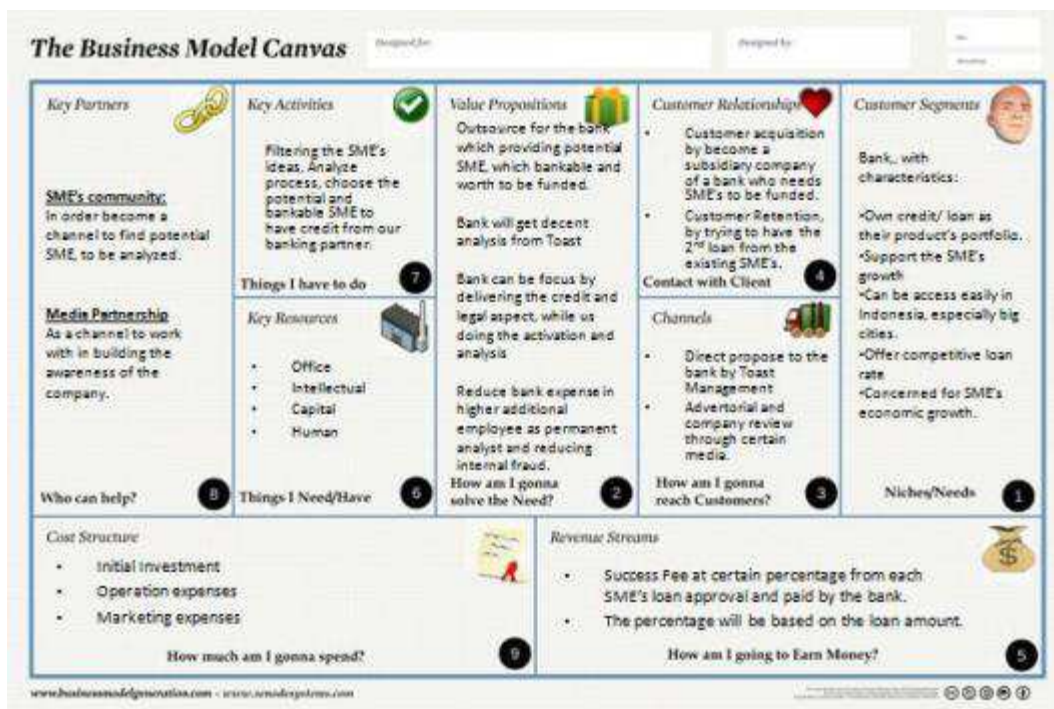 The Business Model Canvas
Designed for:
Designed by:
Key Partners
SME's community:
In order become a
channel to find potential
SME, to be analyzed.
Media Partnership
As a channel to work
with in building the
awareness of the
company.
Who can help?
8
Key Activities
Filtering the SME's
ideas, Analyze
process, choose the
potential and
bankable SME to
have credit from our
banking partner.
Things I have to do
7
Key Resources
• Office
• Intellectual
• Capital
• Human
Things I Need/Have
6
Value Propositions
Outsource for the bank
which providing potential
SME, which bankable and
worth to be funded.
Bank will get decent
analysis from Toast
Bank can be focus by
delivering the credit and
legal aspect, while us
doing the activation and
analysis
Reduce bank expense in
higher additional
employee as permanent
analyst and reducing
internal fraud.
How am I gonna
solve the Need?
2
Customer Relationships
• Customer acquisition
by become a
subsidiary company
of a bank who needs
SME's to be funded.
• Customer Retention,
by trying to have the
2nd loan from the
existing SME's.
Contact with Client
4
Channels
• Direct propose to the
bank by Toast
Management
• Advertorial and
company review
through certain
media.
How am I gonna
reach Customers?
3
Customer Segments
Bank, with
characteristics:
•Own credit/ loan as
their product's portfolio.
•Support the SME's
growth
•Can be access easily in
Indonesia, especially big
cities.
•Offer competitive loan
rate
•Concerned for SME's
economic growth.
Niches/Needs
1
Cost Structure
• Initial Investment
• Operation expenses
• Marketing expenses
How much am I gonna spend?
9
Revenue Streams
$
• Success Fee at certain percentage from each
SME's loan approval and paid by the bank.
• The percentage will be based on the loan amount.
How am I going to Earn Money?
5
www.businessmodelgeneration.com - www.xmodesystems.com